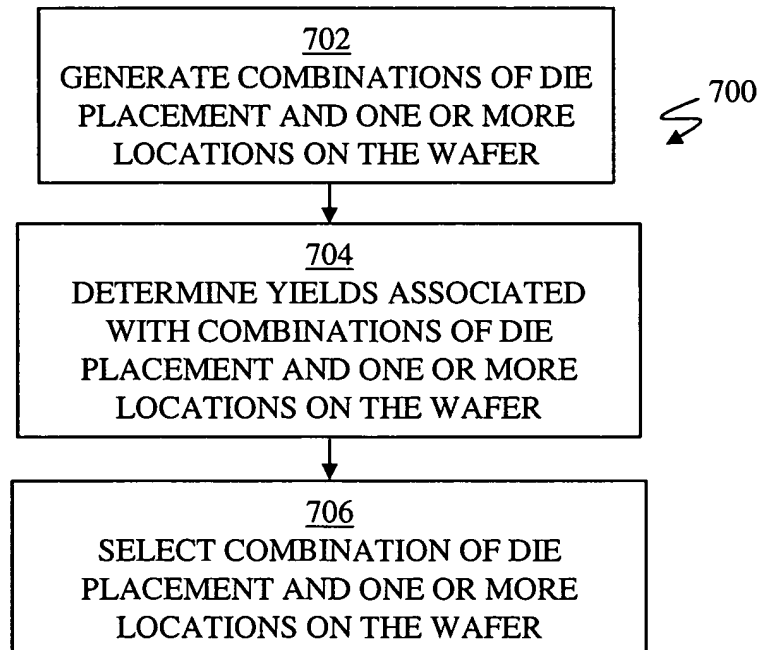 702
GENERATE COMBINATIONS OF DIE
PLACEMENT AND ONE OR MORE
LOCATIONS ON THE WAFER
700
704
DETERMINE YIELDS ASSOCIATED
WITH COMBINATIONS OF DIE
PLACEMENT AND ONE OR MORE
LOCATIONS ON THE WAFER
706
SELECT COMBINATION OF DIE
PLACEMENT AND ONE OR MORE
LOCATIONS ON THE WAFER